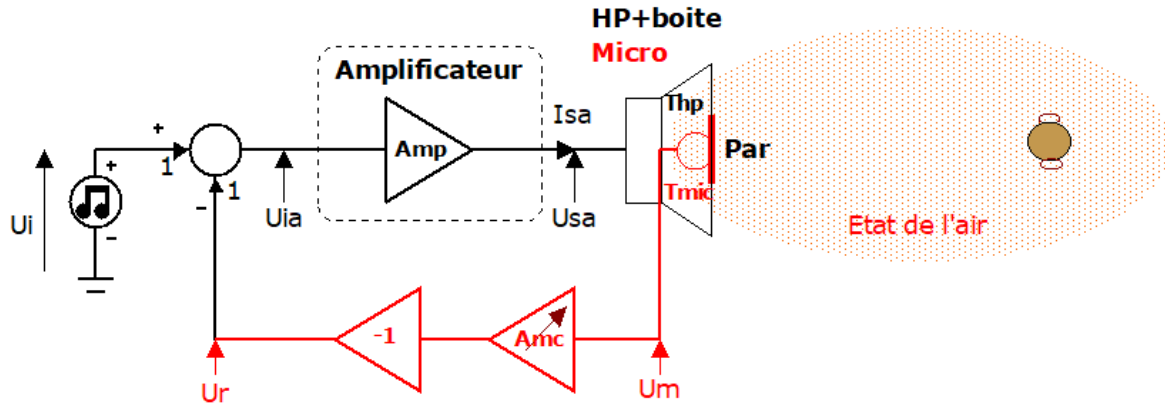 HP+boite
Micro
Amplificateur
Thp
Isa
+
+
1
Amp
Par
Ui
-
-
1
Uia
Usa
Tmic
Etat de l'air
-1
Amc
Ur
Um